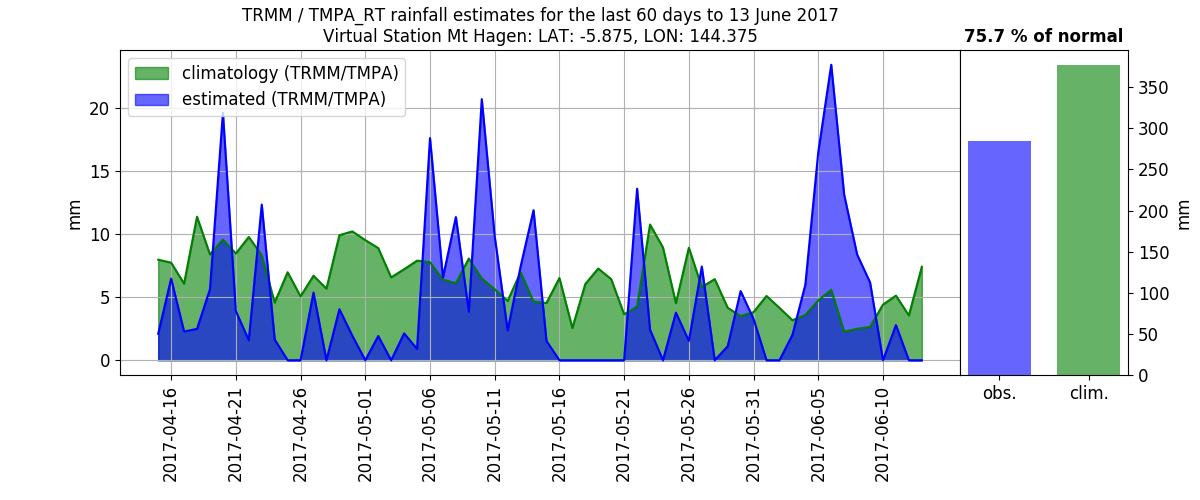 TRMM / TMPA_RT rainfall estimates for the last 60 days to 13 June 2017
Virtual Station Mt Hagen: LAT: -5.875, LON: 144.375
75.7 % of normal
climatology (TRMM/TMPA)
estimated (TRMM/TMPA)
mm
20
15
10
5
0
2017-04-16
2017-04-21
2017-04-26
2017-05-01
2017-05-06
2017-05-11
2017-05-16
2017-05-21
2017-05-26
2017-05-31
2017-06-05
2017-06-10
350
300
250
200
150
100
50
0
mm
obs.
clim.